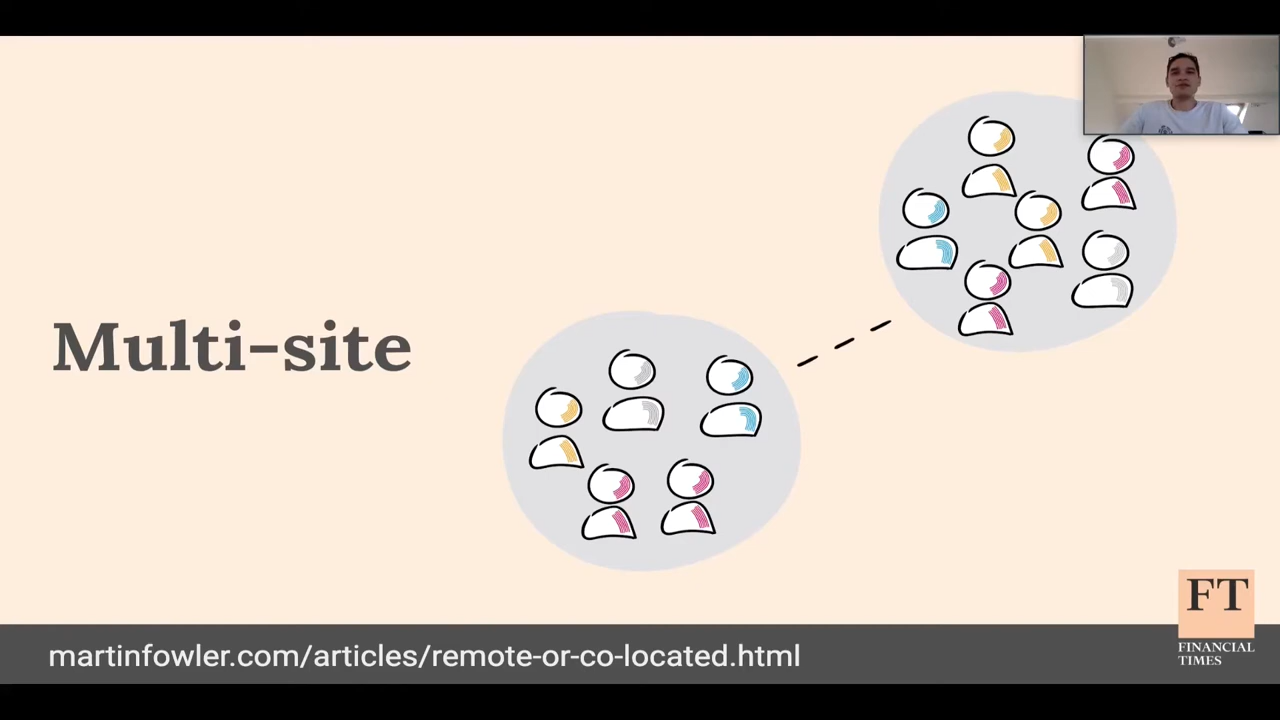 Multi-site
martinfowler.com/articles/remote-or-co-located.html
FT
FINANCIAL
TIMES